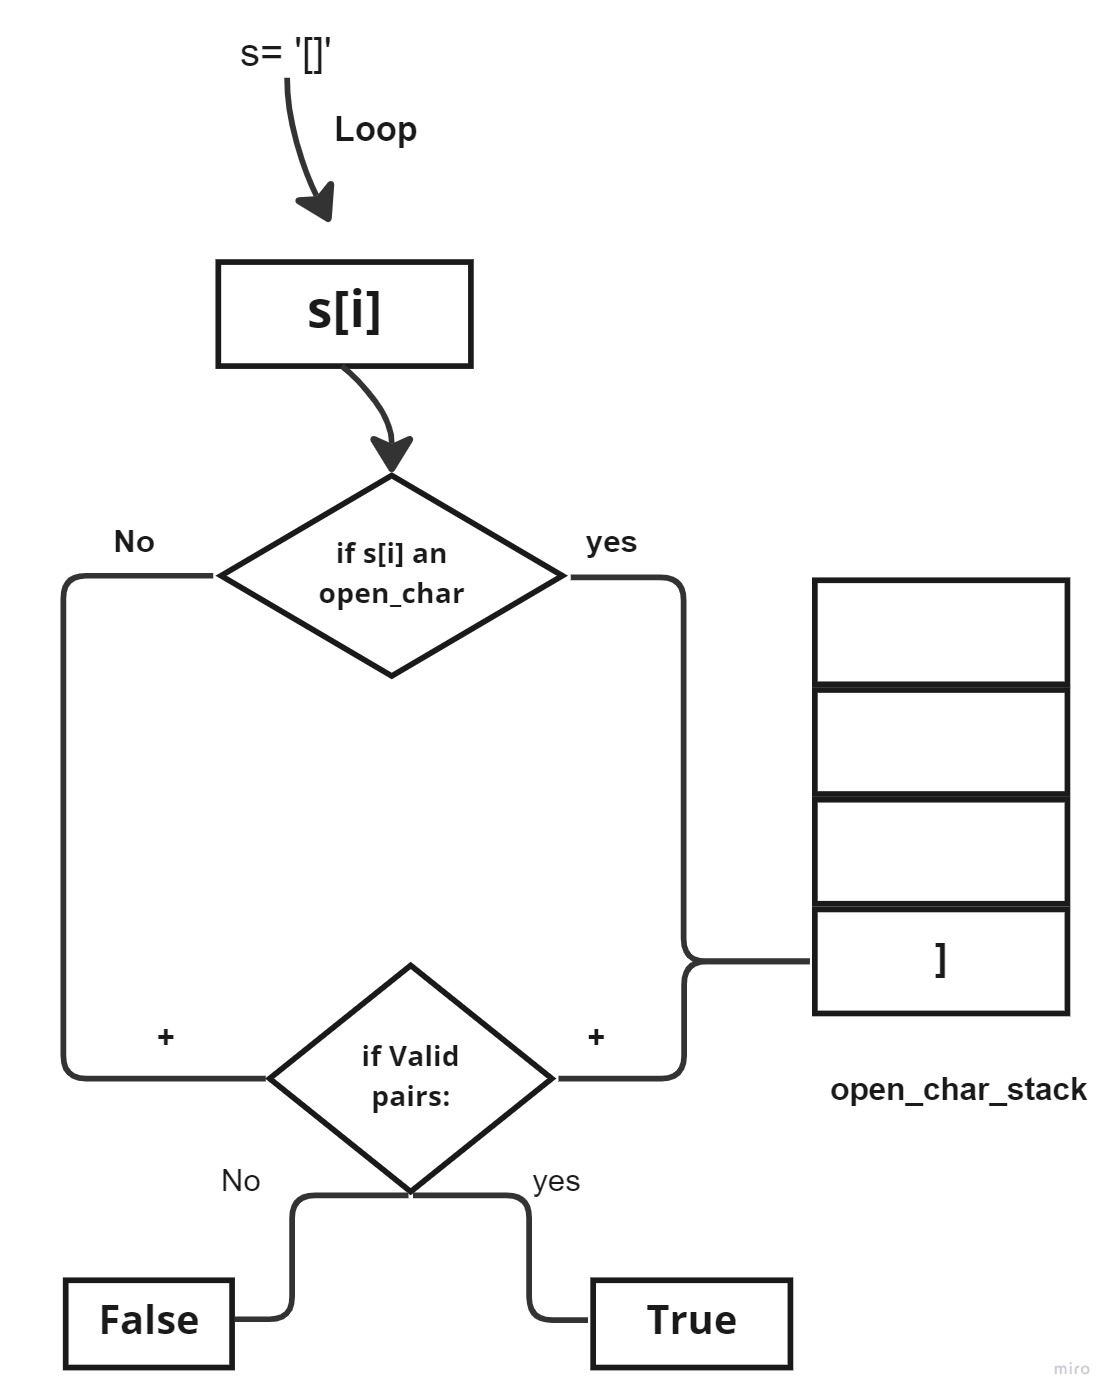 s= '[]'
Loop
s[i]
No
yes
if s[i] an
open_char
]
+
+
if Valid
pairs:
open_char_stack
No
yes
False
True
miro